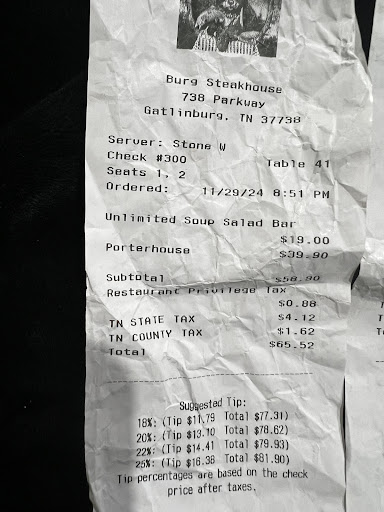 Burg Steakhouse
738 Parkway
Gatlinburg, TN 37738
Server: Stone W
Check #300 Table 41
Seats 1, 2
Ordered: 11/29/24 8:51 PM
Unlimited Soup Salad Bar
$19.00
Porterhouse $39.90
Subtotal $58.90
Restaurant Privilege Tax
$0.88
TN STATE TAX $4.12
TN COUNTY TAX $1.62
Total $65.52
Suggested Tip:
18%: (Tip $11.79 Total $77.31)
20%: (Tip $13.10 Total $78.62)
22%: (Tip $14.41 Total $79.93)
25%: (Tip $16.38 Total $81.90)
Tip percentages are based on the check
price after taxes.